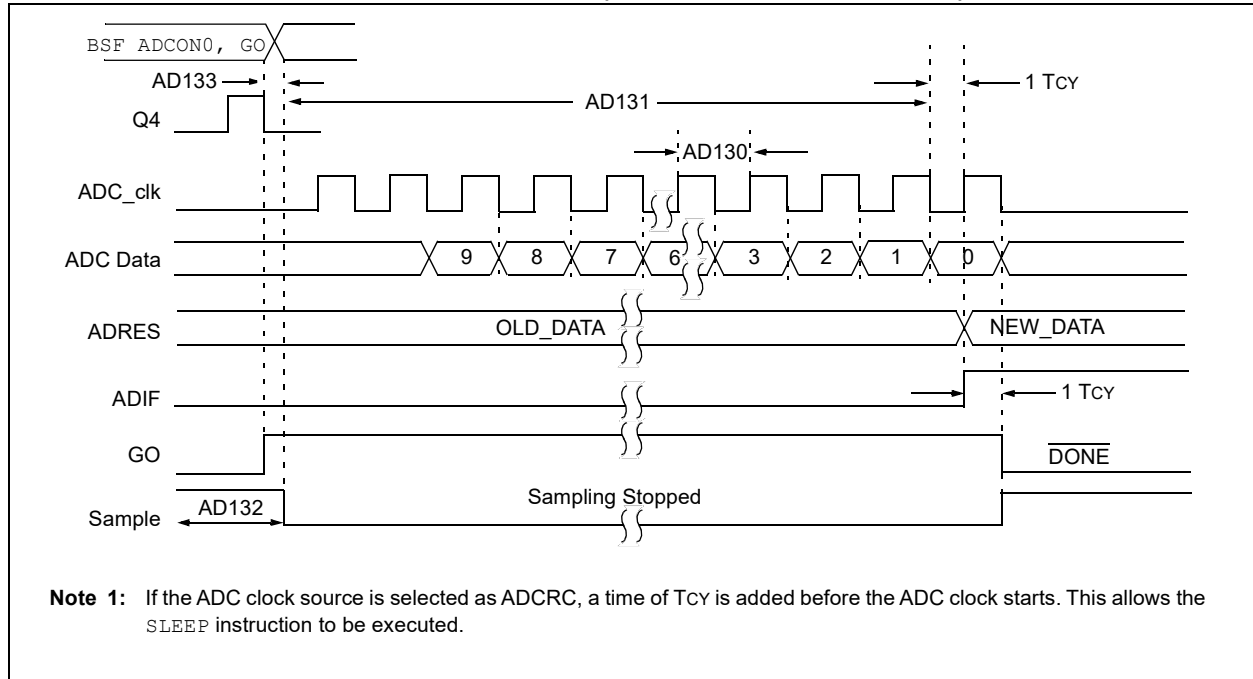 BSF ADCON0, GO
AD133
1 TCY
AD131
Q4
AD130
ADC_clk
ADC Data
9 8 7 6 3 2 1 0
ADRES
OLD_DATA
NEW_DATA
ADIF
1 TCY
GO
DONE
Sample
AD132
Sampling Stopped
Note 1: If the ADC clock source is selected as ADCRC, a time of TCY is added before the ADC clock starts. This allows the
SLEEP instruction to be executed.